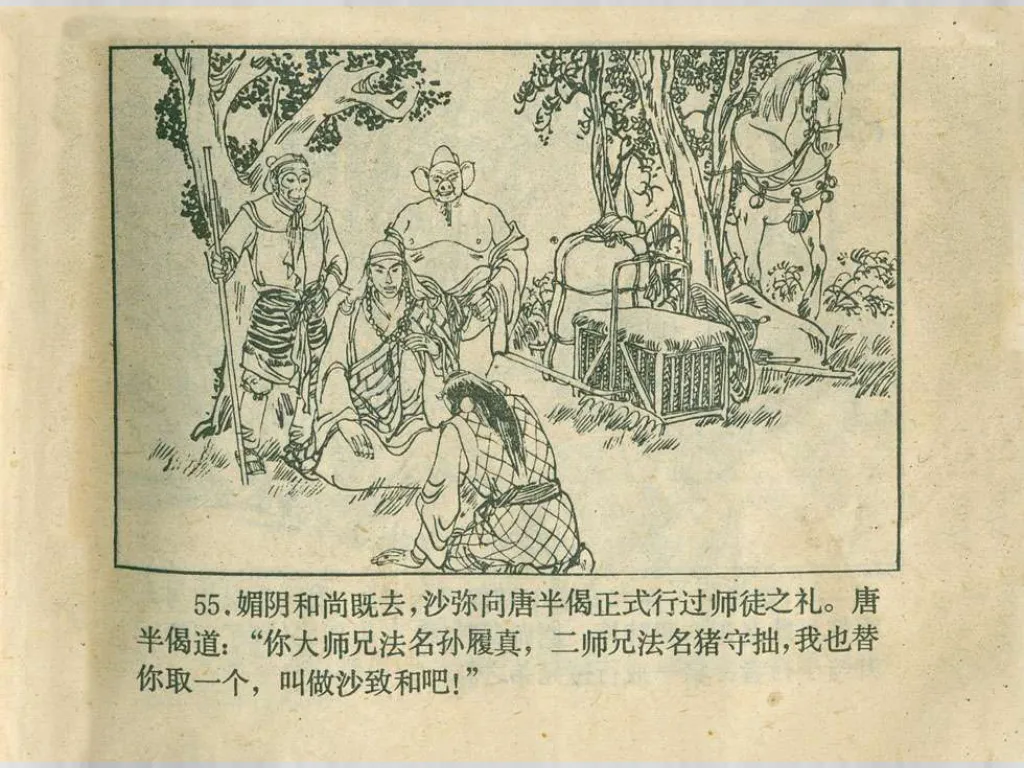 55.媚阴和尚既去，沙弥向唐半偈正式行过师徒之礼。唐
半偈道：“你大师兄法名孙履真，二师兄法名猪守拙，我也替
你取一个，叫做沙致和吧！”